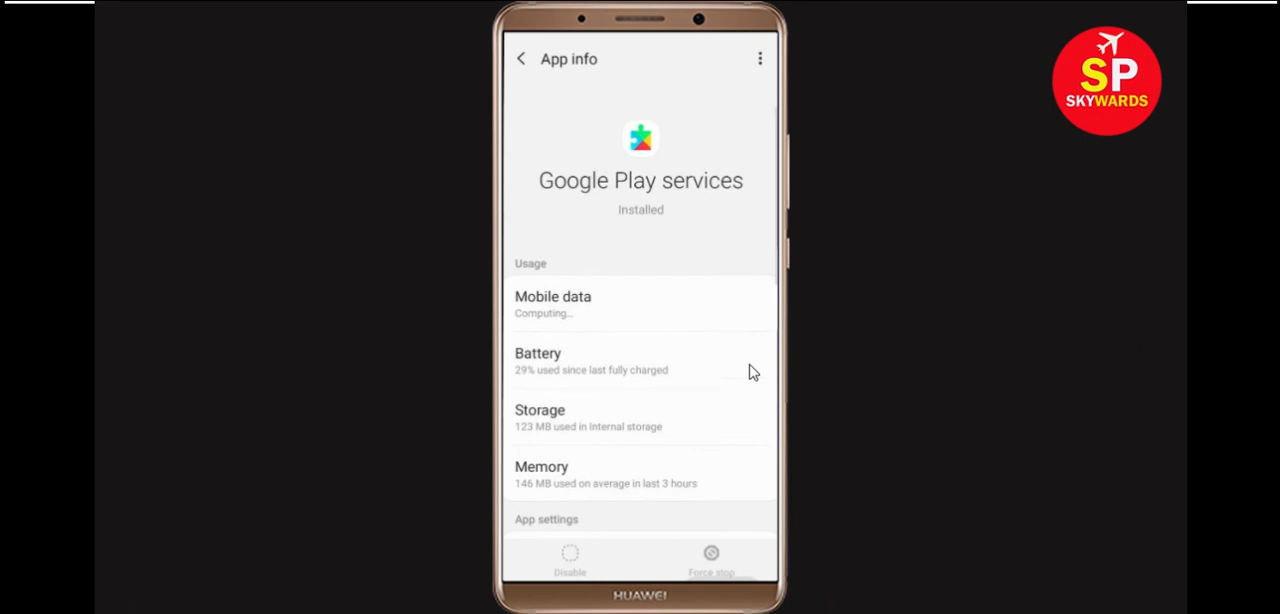 App info
SP
SKYWARDS
Google Play services
Installed
Usage
Mobile data
Computing...
Battery
29% used since last fully charged
Storage
123 MB used in internal storage
Memory
146 MB used on average in last 3 hours
App settings
Disable
Force stop
HUAWEI